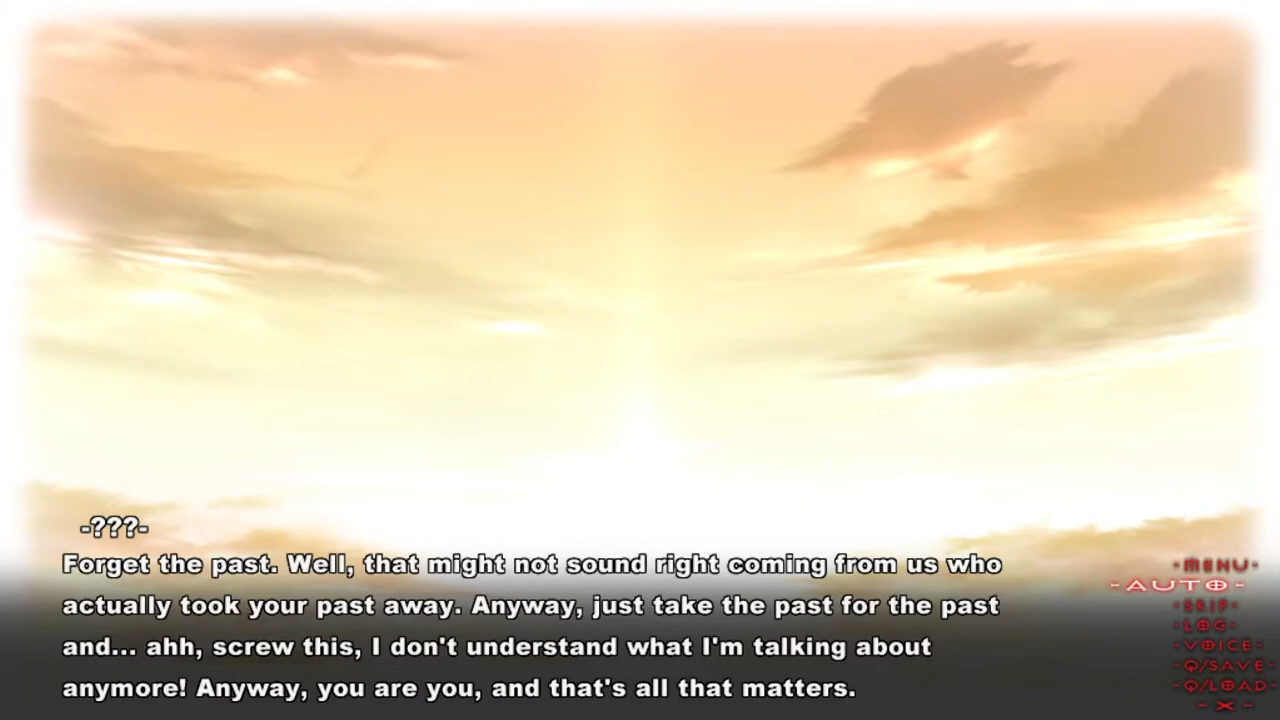 -???-
Forget the past. Well, that might not sound right coming from us who
actually took your past away. Anyway, just take the past for the past
and... ahh, screw this, I don't understand what I'm talking about
anymore! Anyway, you are you, and that's all that matters.
-MENU-
-AUTO-
-SKIP-
-LOG-
-VOICE-
-Q/SAVE-
-Q/LOAD-
-X-